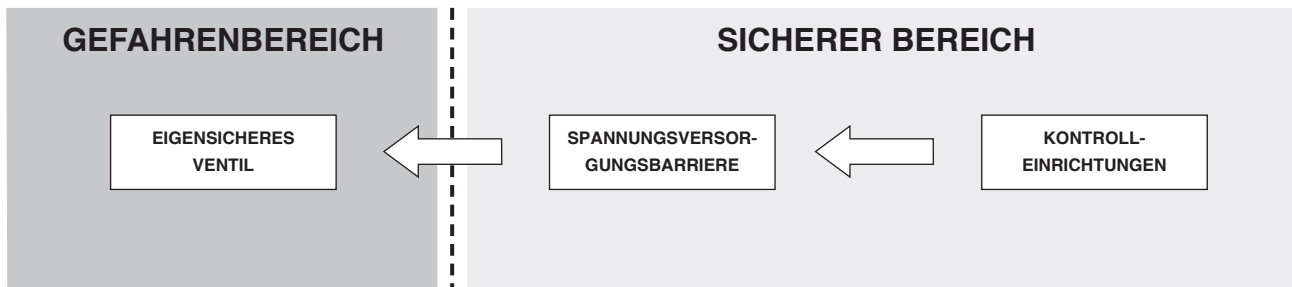 GEFAHRENBEREICH
SICHERER BEREICH
EIGENSICHERES
VENTIL
SPANNUNGSVERSOR-
GUNGSBARRIERE
KONTROLL-
EINRICHTUNGEN